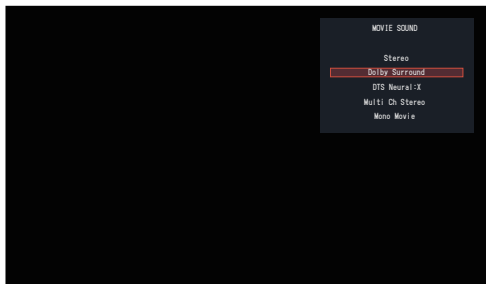 MOVIE SOUND
Stereo
Dolby Surround
DTS Neural:X
Multi Ch Stereo
Mono Movie